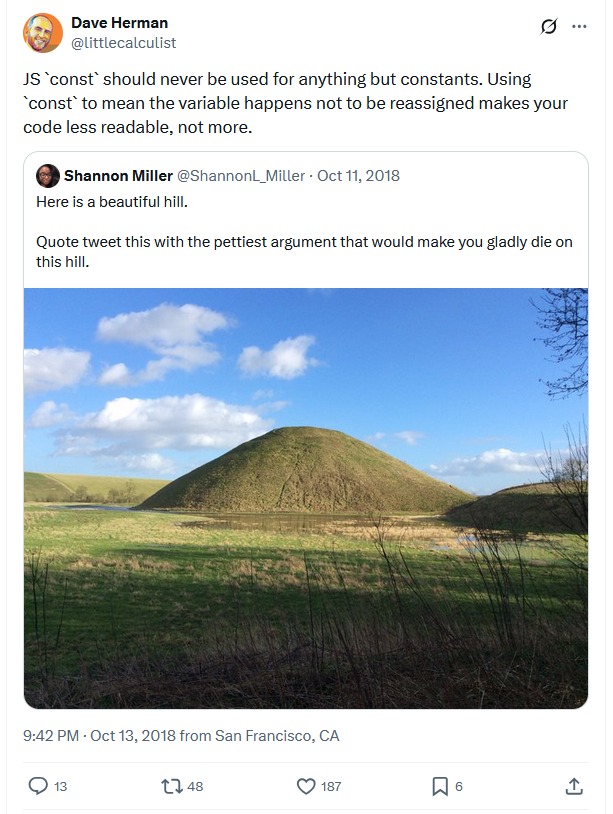 Dave Herman
@littlecalculist
JS `const` should never be used for anything but constants. Using
`const` to mean the variable happens not to be reassigned makes your
code less readable, not more.
Shannon Miller @ShannonL_Miller · Oct 11, 2018
Here is a beautiful hill.
Quote tweet this with the pettiest argument that would make you gladly die on
this hill.
9:42 PM · Oct 13, 2018 from San Francisco, CA
13 48 187 6